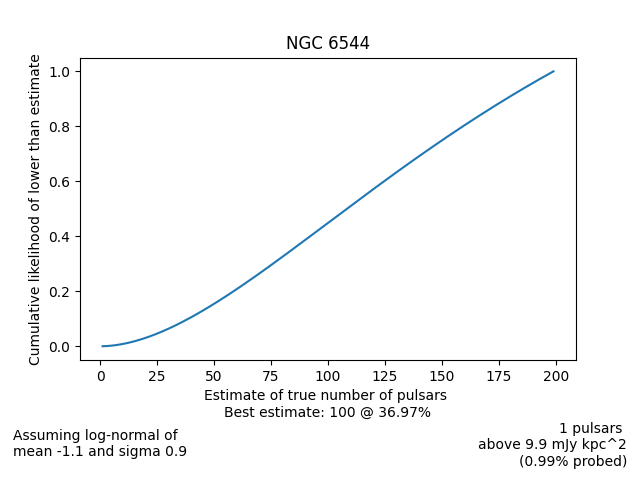 NGC 6544
Cumulative likelihood of lower than estimate
1.0
0.8
0.6
0.4
0.2
0.0
0 25 50 75 100 125 150 175 200
Estimate of true number of pulsars
Best estimate: 100 @ 36.97%
Assuming log-normal of
mean -1.1 and sigma 0.9
1 pulsars
above 9.9 mJy kpc^2
(0.99% probed)